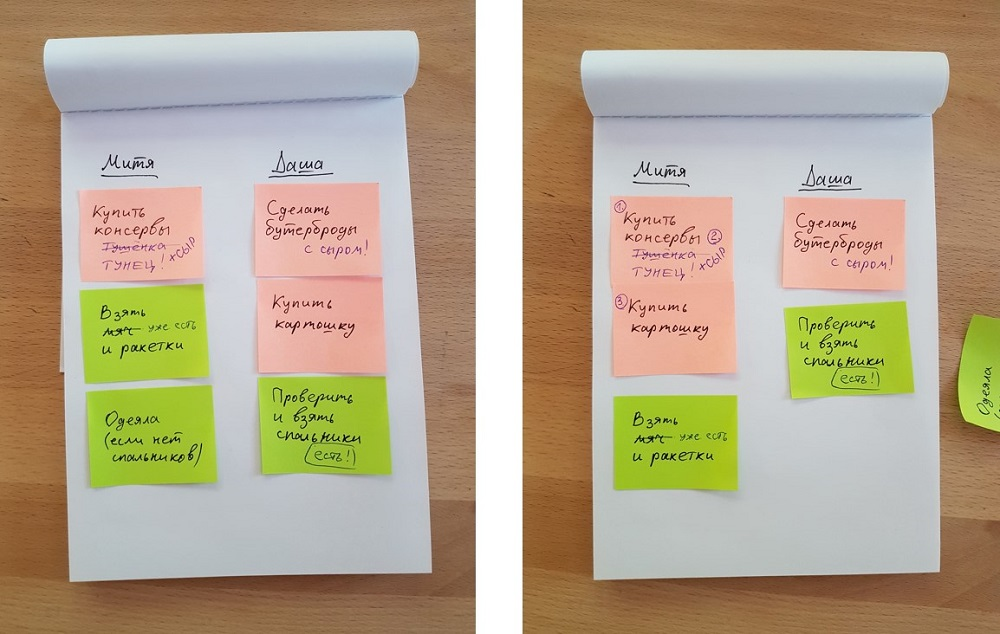 Митя
Купить
консервы
Тушенка
ТУНЕЦ! +СЫР
Взять
мяч уже есть
и ракетки
Одеяла
(если нет
спальников)
Даша
Сделать
бутерброды
с сыром!
Купить
картошку
Проверить
и взять
спальники
есть!)
Митя
1. Купить
консервы 2.
Тушенка
ТУНЕЦ! +СЫР
3 Купить
картошку
Взять
мяч уже есть
и ракетки
Даша
Сделать
бутерброды
с сыром!
Проверить
и взять
спальники
есть!)
Одеяла